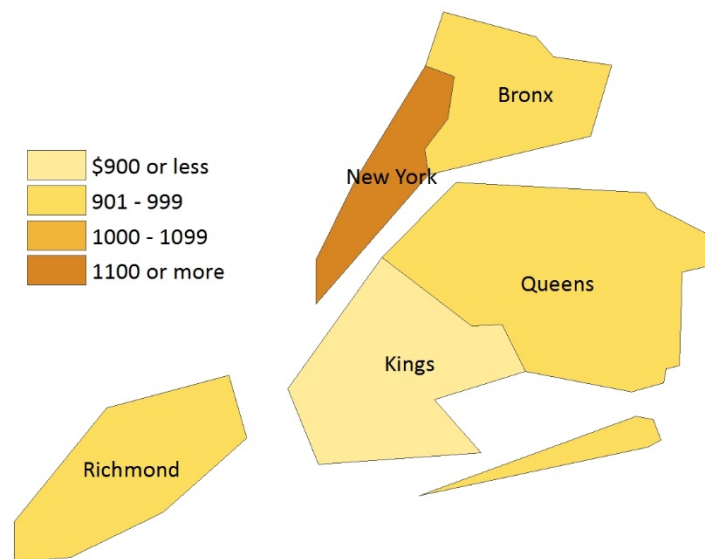 Bronx
$900 or less
901 - 999
1000 - 1099
1100 or more
New York
Queens
Kings
Richmond